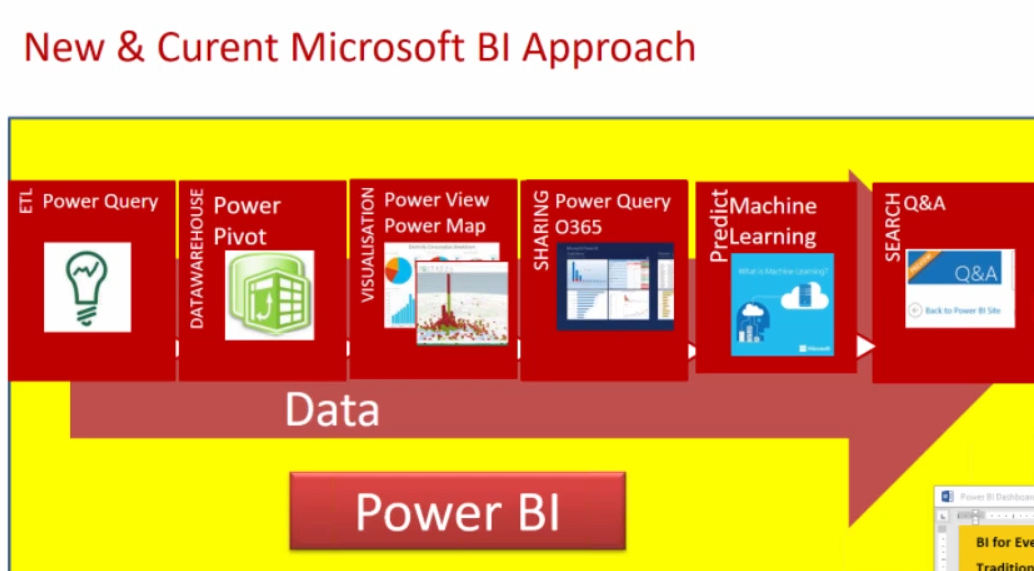 New & Curent Microsoft BI Approach
ETL
Power Query
DATAWAREHOUSE
Power
Pivot
VISUALISATION
Power View
Power Map
SHARING
Power Query
O365
Predict
Machine
Learning
What is Machine Learning?
Microsoft
SEARCH
Q&A
Q&A
Back to Power BI Site
Data
Power BI
Power BI Dashboar
BI for Eve
Tradition